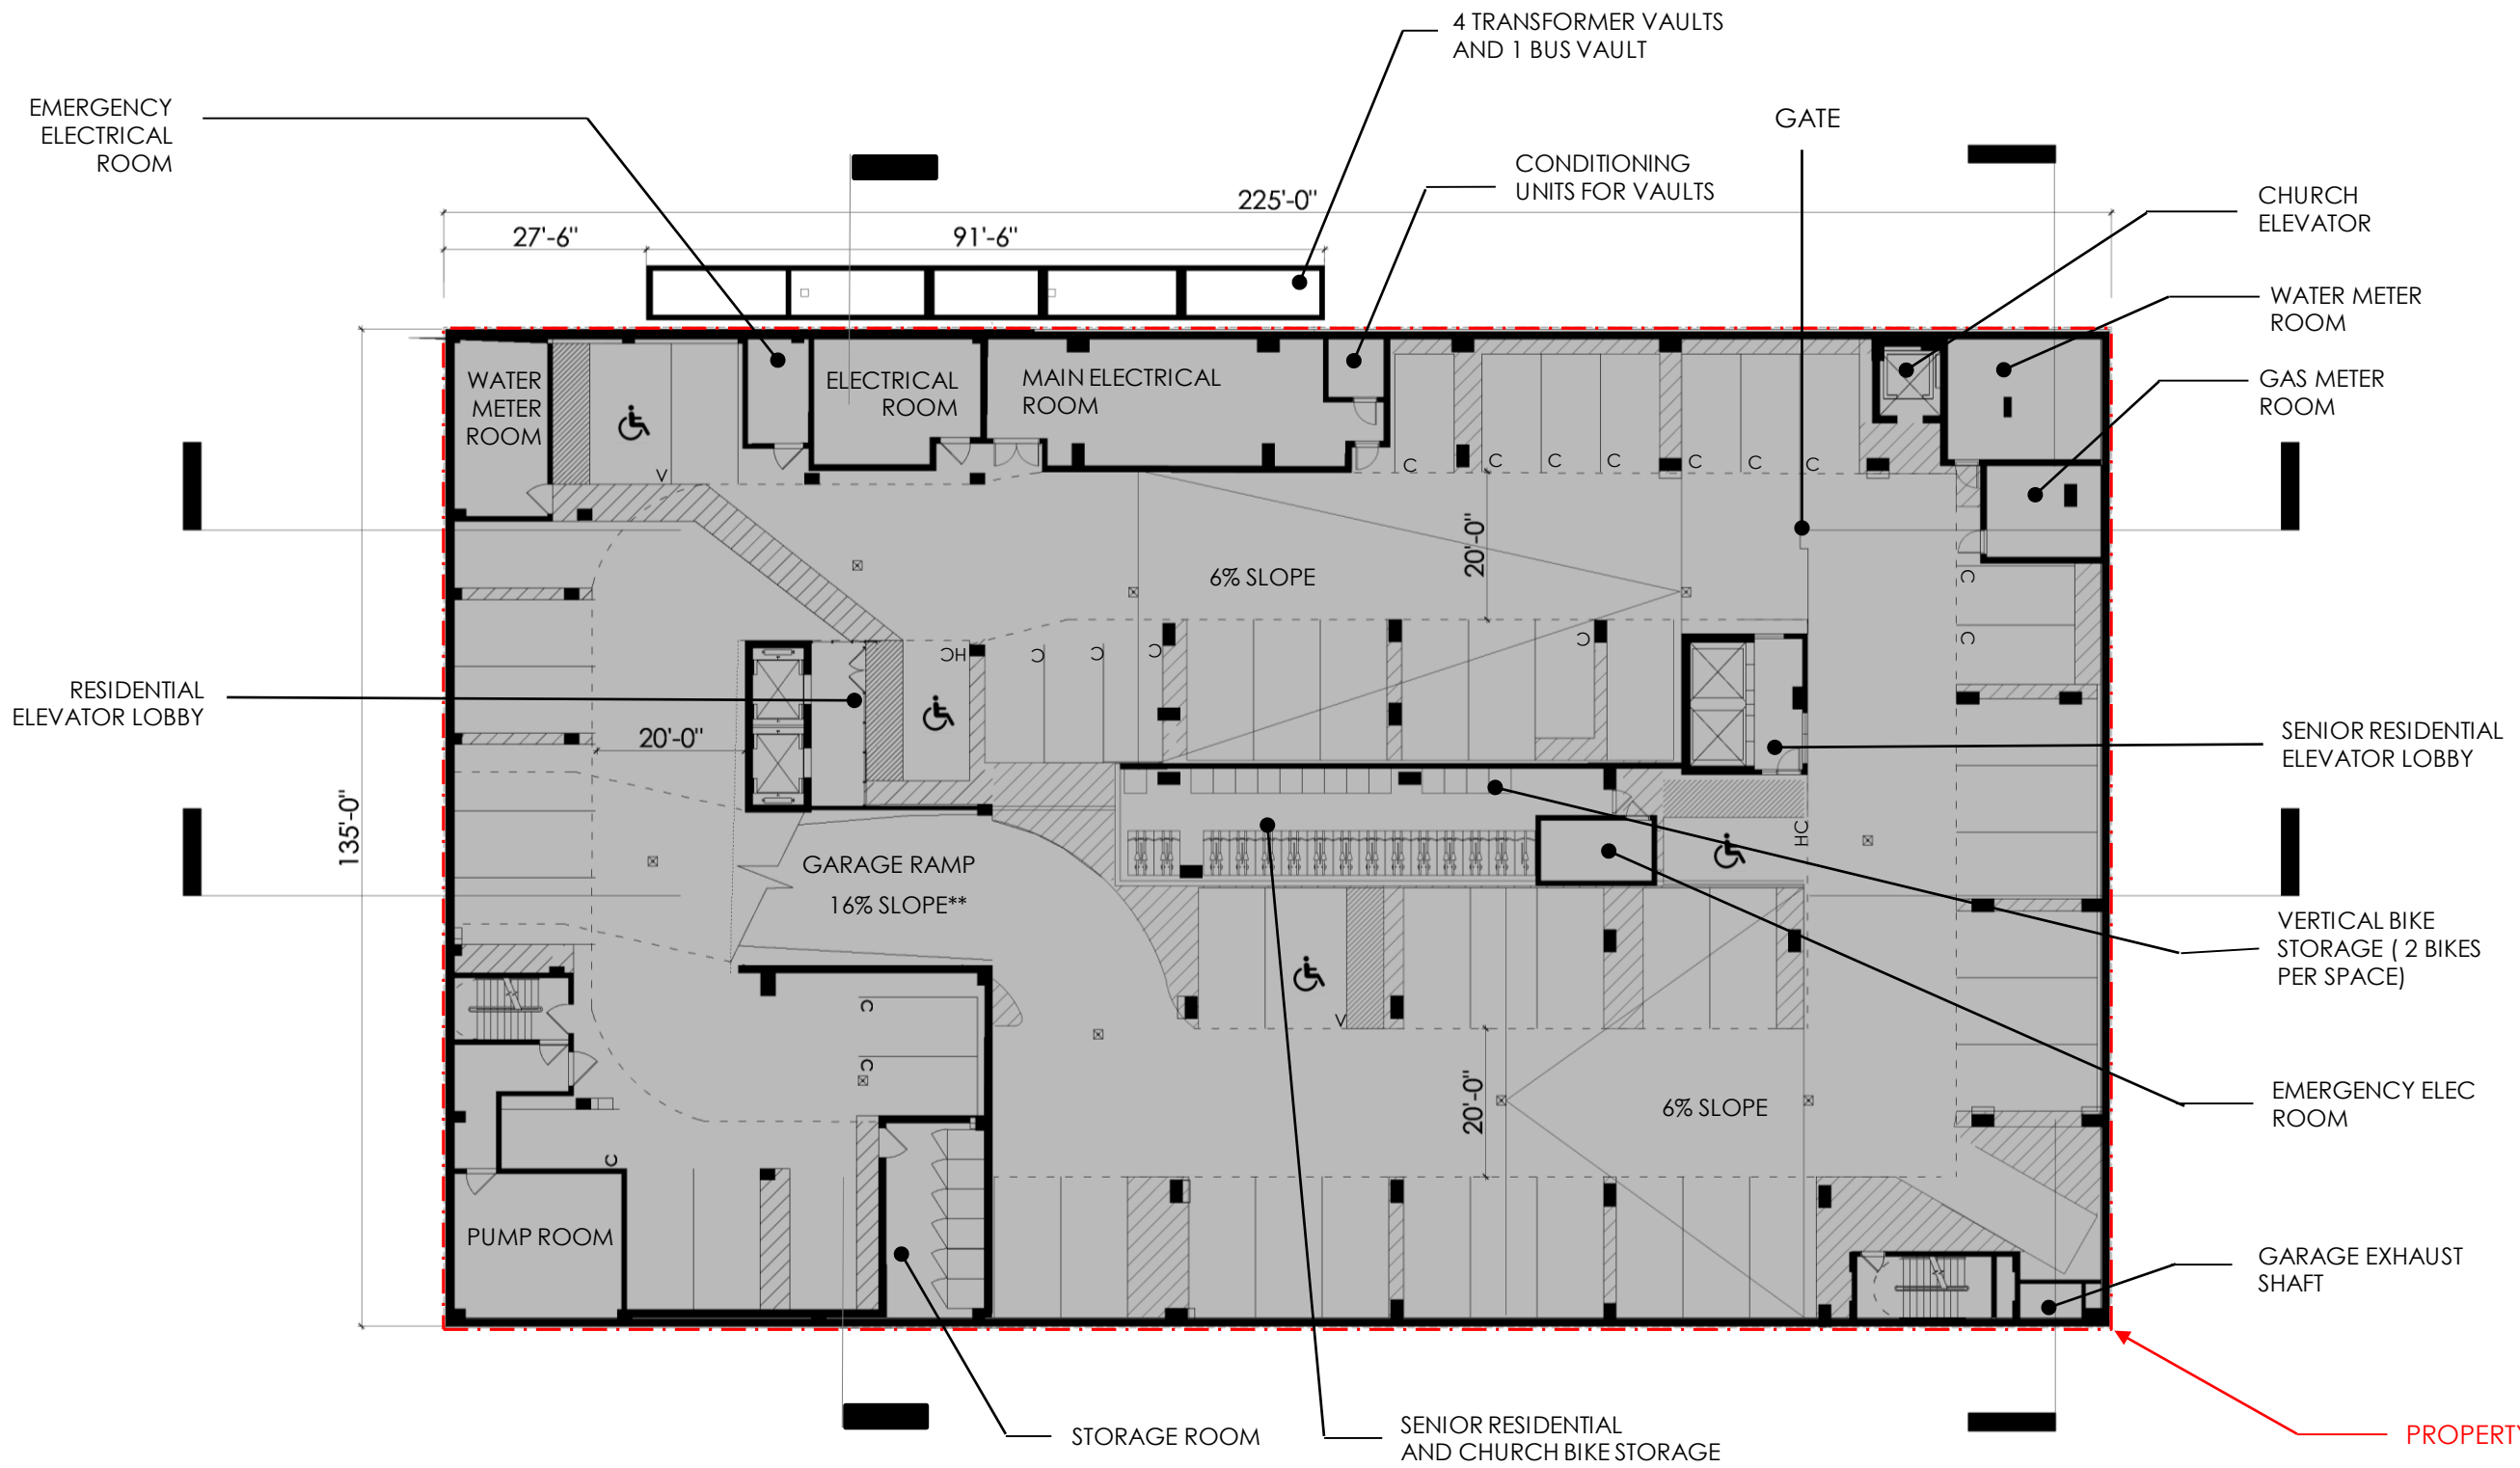 4 TRANSFORMER VAULTS
AND 1 BUS VAULT
EMERGENCY
ELECTRICAL
ROOM
GATE
CONDITIONING
UNITS FOR VAULTS
225'-0"
CHURCH
ELEVATOR
27'-6"
91'-6"
WATER METER
ROOM
GAS METER
ROOM
WATER
METER
ROOM
ELECTRICAL
ROOM
MAIN ELECTRICAL
ROOM
V
C
C
C
C
C
C
C
20'-0"
6% SLOPE
C
C
HC
C
C
C
C
RESIDENTIAL
ELEVATOR LOBBY
20'-0"
SENIOR RESIDENTIAL
ELEVATOR LOBBY
135'-0"
GARAGE RAMP
16% SLOPE**
HC
VERTICAL BIKE
STORAGE ( 2 BIKES
PER SPACE)
C
V
C
20'-0"
6% SLOPE
EMERGENCY ELEC
ROOM
C
PUMP ROOM
GARAGE EXHAUST
SHAFT
STORAGE ROOM
SENIOR RESIDENTIAL
AND CHURCH BIKE STORAGE
PROPERTY